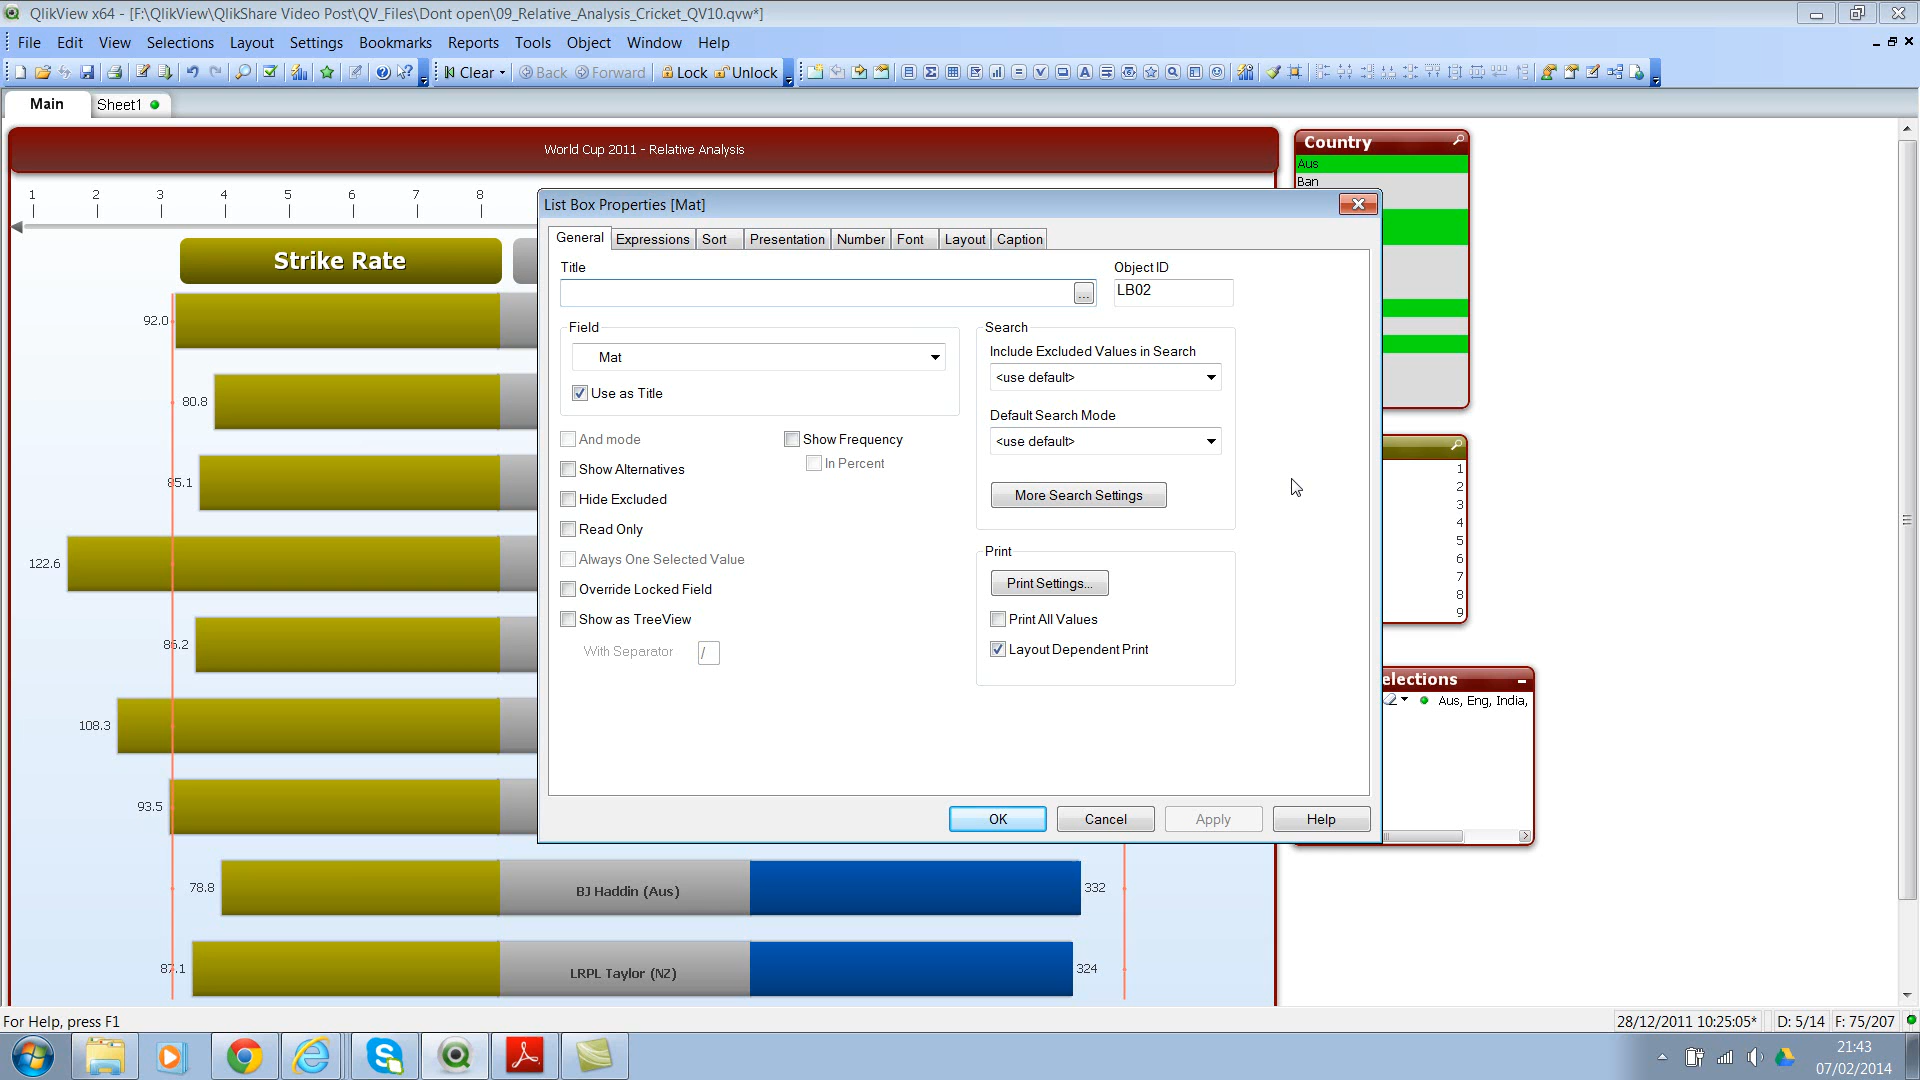 QlikView x64 - [F:\QlikView\QlikShare Video Post\QV_Files\Dont open\09_Relative_Analysis_Cricket_QV10.qvw*]
File Edit View Selections Layout Settings Bookmarks Reports Tools Object Window Help
Clear Back Forward Lock Unlock
Main Sheet1
World Cup 2011 - Relative Analysis
1 2 3 4 5 6 7 8
Strike Rate
92.0
80.8
85.1
122.6
86.2
108.3
93.5
78.8 BJ Haddin (Aus) 332
87.1 LRPL Taylor (NZ) 324
Country
Aus
Ban
1
2
3
4
5
6
7
8
9
elections
Aus, Eng, India,
List Box Properties [Mat]
General Expressions Sort Presentation Number Font Layout Caption
Title
...
Object ID
LB02
Field
Mat
Use as Title
And mode
Show Alternatives
Hide Excluded
Read Only
Always One Selected Value
Override Locked Field
Show as TreeView
With Separator /
Show Frequency
In Percent
Search
Include Excluded Values in Search
<use default>
Default Search Mode
<use default>
More Search Settings
Print
Print Settings...
Print All Values
Layout Dependent Print
OK Cancel Apply Help
For Help, press F1
28/12/2011 10:25:05* D: 5/14 F: 75/207
21:43
07/02/2014